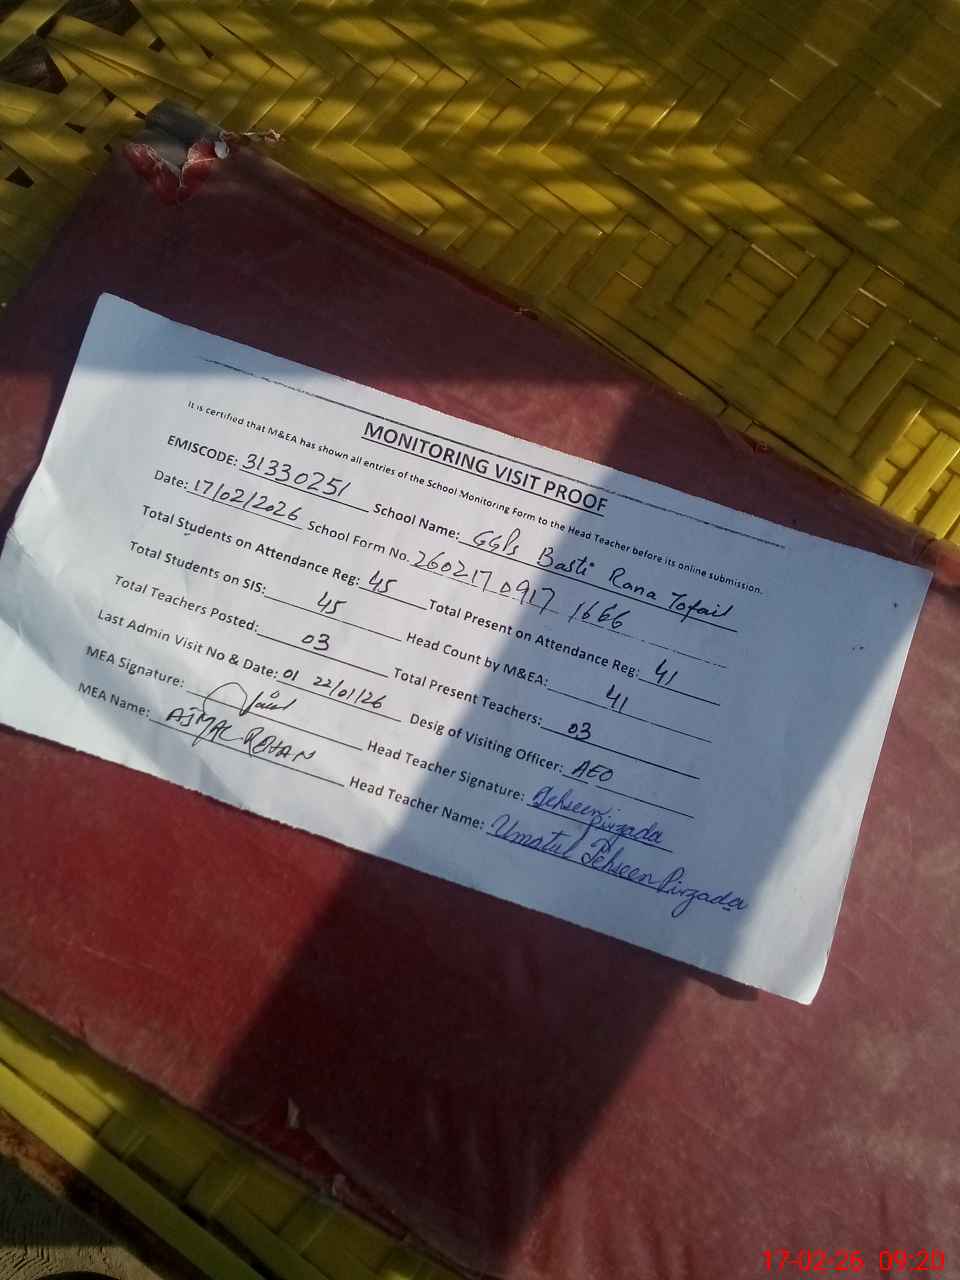 MONITORING VISIT PROOF
It is certified that M&EA has shown all entries of the School Monitoring Form to the Head Teacher before its online submission.
EMISCODE: 31330251 School Name: GGPS Basti Rana Tofail
Date: 17/02/2026 School Form No. 260217 0917 1666
Total Students on Attendance Reg: 45 Total Present on Attendance Reg: 41
Total Students on SIS: 45 Head Count by M&EA: 41
Total Teachers Posted: 03 Total Present Teachers: 03
Last Admin Visit No & Date: 01 22/01/26 Desig of Visiting Officer: AEO
MEA Signature: Head Teacher Signature: Tehseen Pirzada
MEA Name: AJMAL REHAN Head Teacher Name: Umatul Tehseen Pirzada
17-02-26 09:20